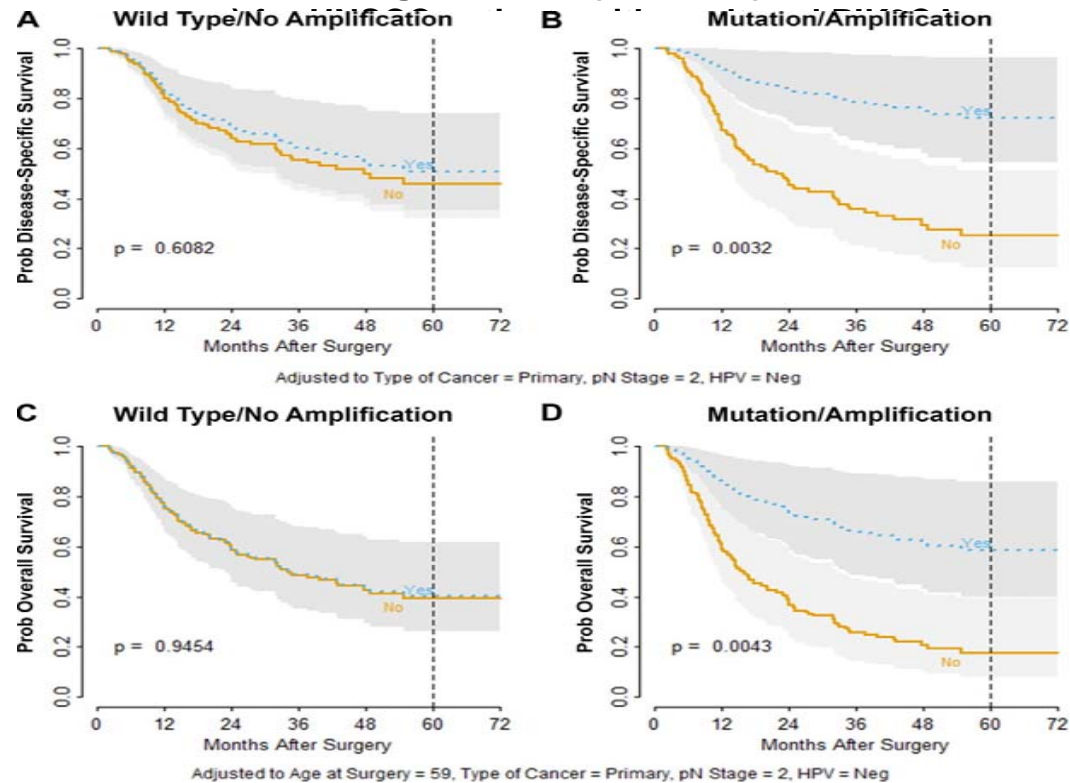 A Wild Type/No Amplification
B Mutation/Amplification
Prob Disease-Specific Survival
1.0
0.8
0.6
0.4
0.2
0.0
Yes
No
p = 0.6082
0 12 24 36 48 60 72
Months After Surgery
Prob Disease-Specific Survival
1.0
0.8
0.6
0.4
0.2
0.0
Yes
No
p = 0.0032
0 12 24 36 48 60 72
Months After Surgery
Adjusted to Type of Cancer = Primary, pN Stage = 2, HPV = Neg
C Wild Type/No Amplification
D Mutation/Amplification
Prob Overall Survival
1.0
0.8
0.6
0.4
0.2
0.0
Yes
No
p = 0.9454
0 12 24 36 48 60 72
Months After Surgery
Prob Overall Survival
1.0
0.8
0.6
0.4
0.2
0.0
Yes
No
p = 0.0043
0 12 24 36 48 60 72
Months After Surgery
Adjusted to Age at Surgery = 59, Type of Cancer = Primary, pN Stage = 2, HPV = Neg